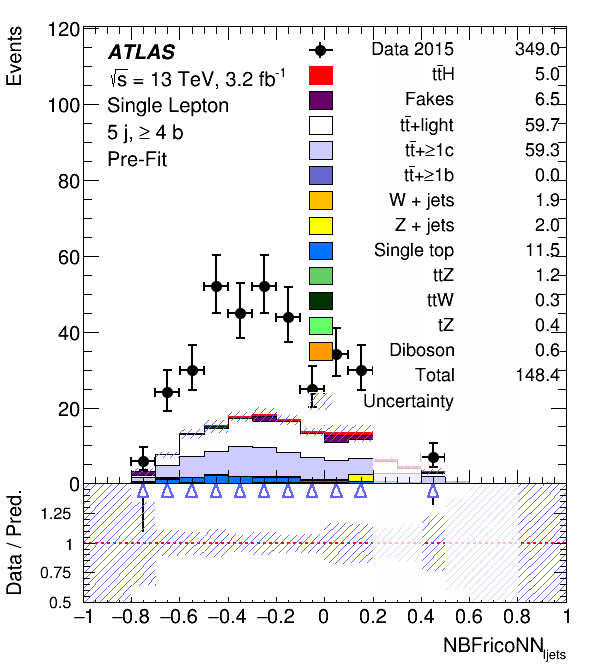 Events
120
100
80
60
40
20
0
ATLAS
√s = 13 TeV, 3.2 fb⁻¹
Single Lepton
5 j, ≥ 4 b
Pre-Fit
Data 2015 349.0
tt̄H 5.0
Fakes 6.5
tt̄+light 59.7
tt̄+≥1c 59.3
tt̄+≥1b 0.0
W + jets 1.9
Z + jets 2.0
Single top 11.5
ttZ 1.2
ttW 0.3
tZ 0.4
Diboson 0.6
Total 148.4
Uncertainty
Data / Pred.
1.25
1
0.75
0.5
−1 −0.8 −0.6 −0.4 −0.2 0 0.2 0.4 0.6 0.8 1
NBFricoNN_ljets